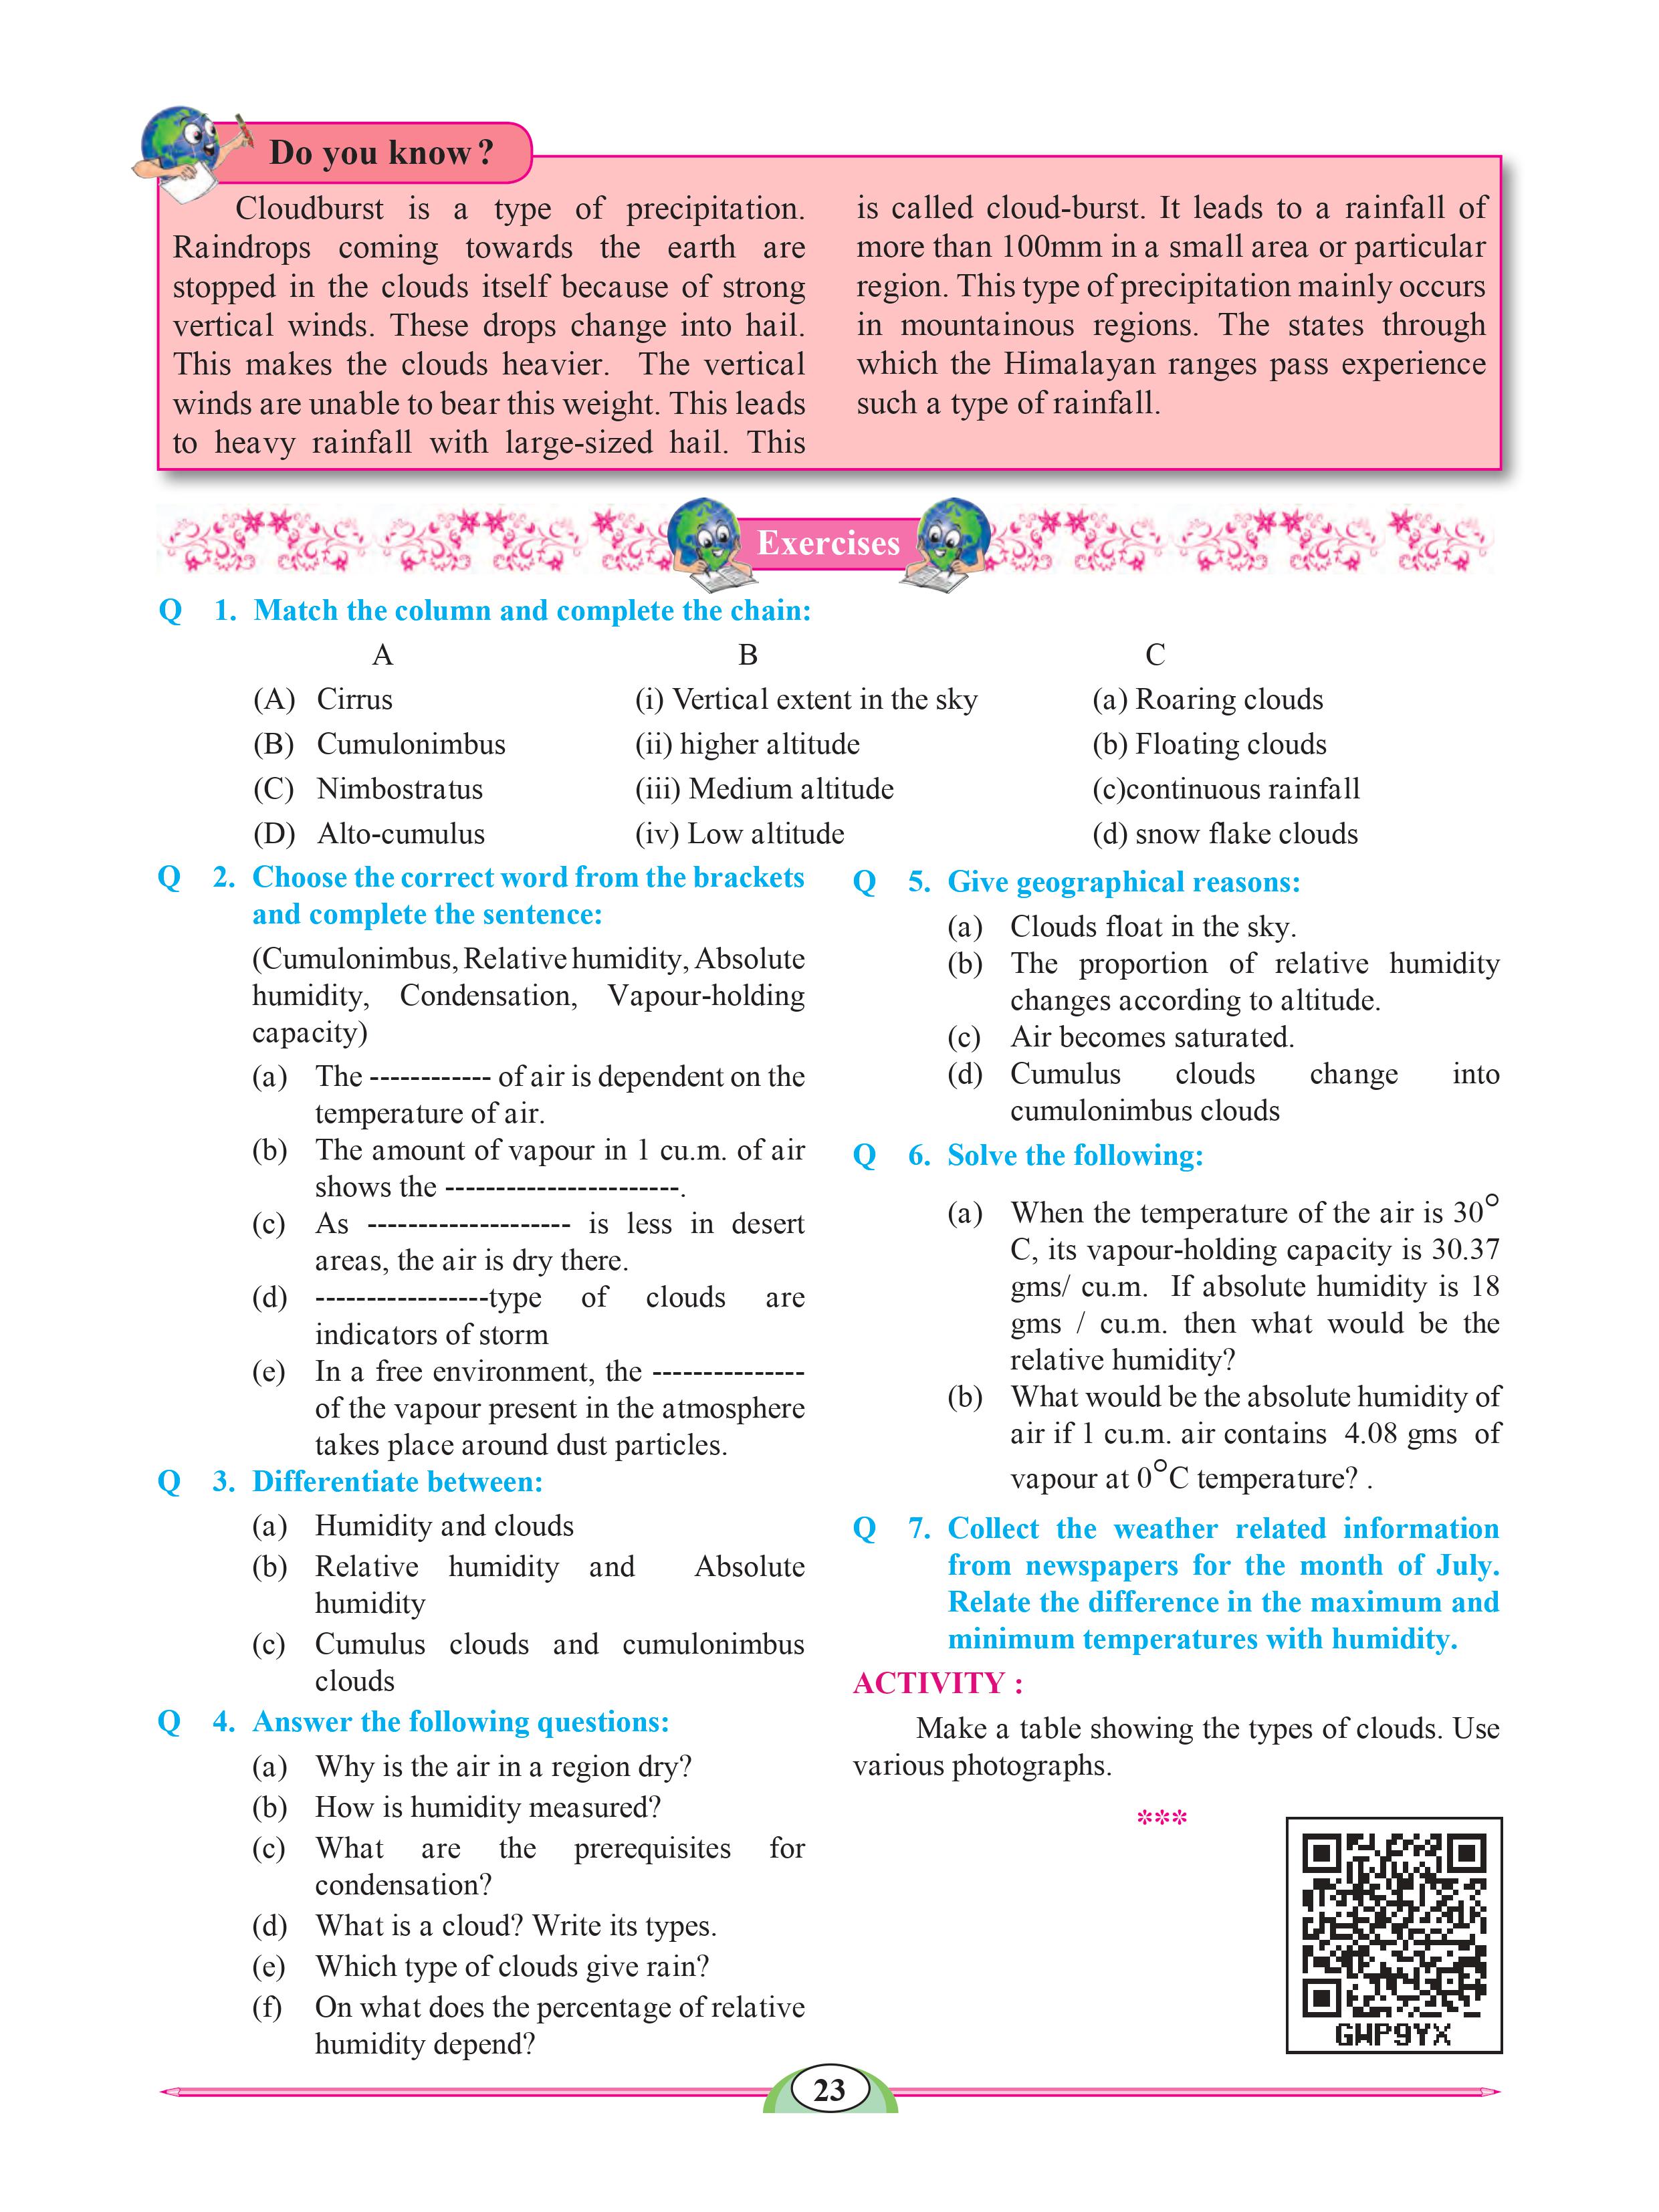 Do you know ?
Cloudburst is a type of precipitation.
Raindrops coming towards the earth are
stopped in the clouds itself because of strong
vertical winds. These drops change into hail.
This makes the clouds heavier. The vertical
winds are unable to bear this weight. This leads
to heavy rainfall with large-sized hail. This
is called cloud-burst. It leads to a rainfall of
more than 100mm in a small area or particular
region. This type of precipitation mainly occurs
in mountainous regions. The states through
which the Himalayan ranges pass experience
such a type of rainfall.
Exercises
Q 1. Match the column and complete the chain:
A B C
(A) Cirrus (i) Vertical extent in the sky (a) Roaring clouds
(B) Cumulonimbus (ii) higher altitude (b) Floating clouds
(C) Nimbostratus (iii) Medium altitude (c)continuous rainfall
(D) Alto-cumulus (iv) Low altitude (d) snow flake clouds
Q 2. Choose the correct word from the brackets
and complete the sentence:
(Cumulonimbus, Relative humidity, Absolute
humidity, Condensation, Vapour-holding
capacity)
(a) The ------------ of air is dependent on the
temperature of air.
(b) The amount of vapour in 1 cu.m. of air
shows the -----------------------.
(c) As -------------------- is less in desert
areas, the air is dry there.
(d) -----------------type of clouds are
indicators of storm
(e) In a free environment, the ---------------
of the vapour present in the atmosphere
takes place around dust particles.
Q 3. Differentiate between:
(a) Humidity and clouds
(b) Relative humidity and Absolute
humidity
(c) Cumulus clouds and cumulonimbus
clouds
Q 4. Answer the following questions:
(a) Why is the air in a region dry?
(b) How is humidity measured?
(c) What are the prerequisites for
condensation?
(d) What is a cloud? Write its types.
(e) Which type of clouds give rain?
(f) On what does the percentage of relative
humidity depend?
Q 5. Give geographical reasons:
(a) Clouds float in the sky.
(b) The proportion of relative humidity
changes according to altitude.
(c) Air becomes saturated.
(d) Cumulus clouds change into
cumulonimbus clouds
Q 6. Solve the following:
(a) When the temperature of the air is 30°
C, its vapour-holding capacity is 30.37
gms/ cu.m. If absolute humidity is 18
gms / cu.m. then what would be the
relative humidity?
(b) What would be the absolute humidity of
air if 1 cu.m. air contains 4.08 gms of
vapour at 0°C temperature? .
Q 7. Collect the weather related information
from newspapers for the month of July.
Relate the difference in the maximum and
minimum temperatures with humidity.
ACTIVITY :
Make a table showing the types of clouds. Use
various photographs.
***
GWP9YX
23